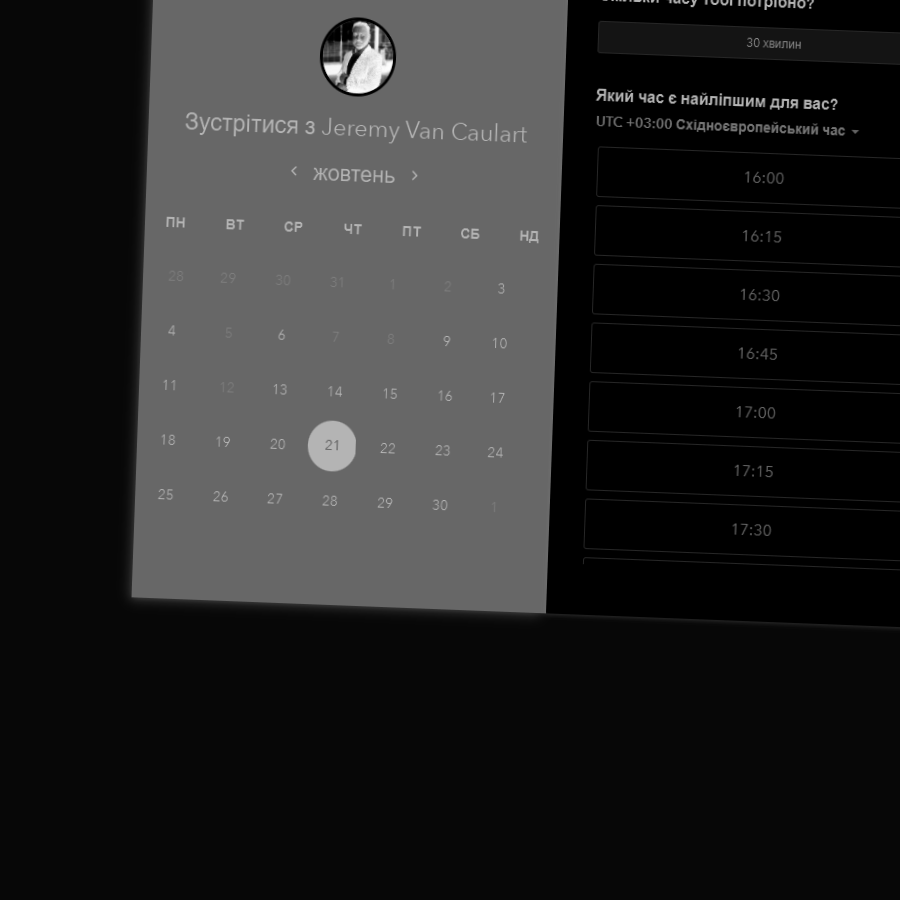 Зустрітися з Jeremy Van Caulart
жовтень
ПН ВТ СР ЧТ ПТ СБ НД
28 29 30 31 1 2 3
4 5 6 7 8 9 10
11 12 13 14 15 16 17
18 19 20 21 22 23 24
25 26 27 28 29 30 1
часу тобі потрібно?
30 хвилин
Який час є найліпшим для вас?
UTC +03:00 Східноєвропейський час
16:00
16:15
16:30
16:45
17:00
17:15
17:30